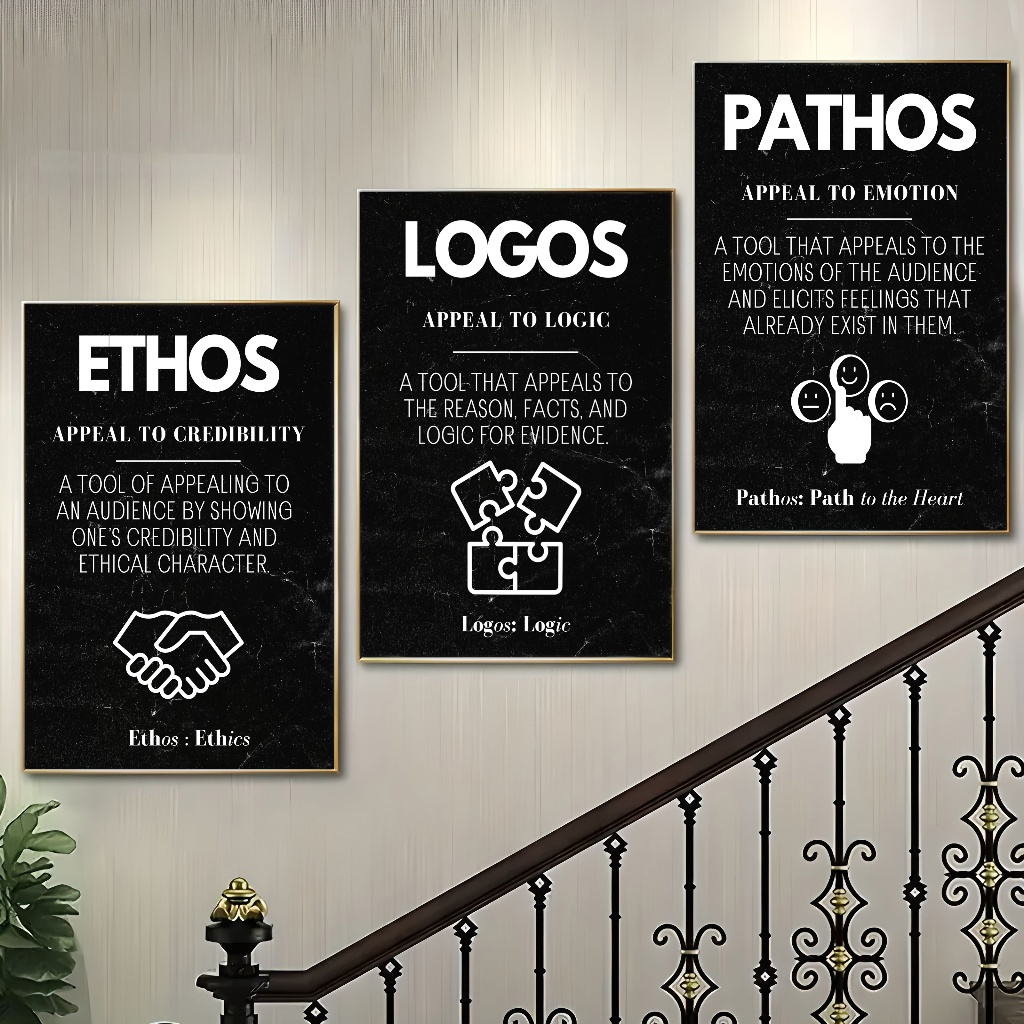 ETHOS
APPEAL TO CREDIBILITY
A TOOL OF APPEALING TO
AN AUDIENCE BY SHOWING
ONE'S CREDIBILITY AND
ETHICAL CHARACTER.
Ethos : Ethics
LOGOS
APPEAL TO LOGIC
A TOOL THAT APPEALS TO
THE REASON, FACTS, AND
LOGIC FOR EVIDENCE.
Logos: Logic
PATHOS
APPEAL TO EMOTION
A TOOL THAT APPEALS TO THE
EMOTIONS OF THE AUDIENCE
AND ELICITS FEELINGS THAT
ALREADY EXIST IN THEM.
Pathos: Path to the Heart